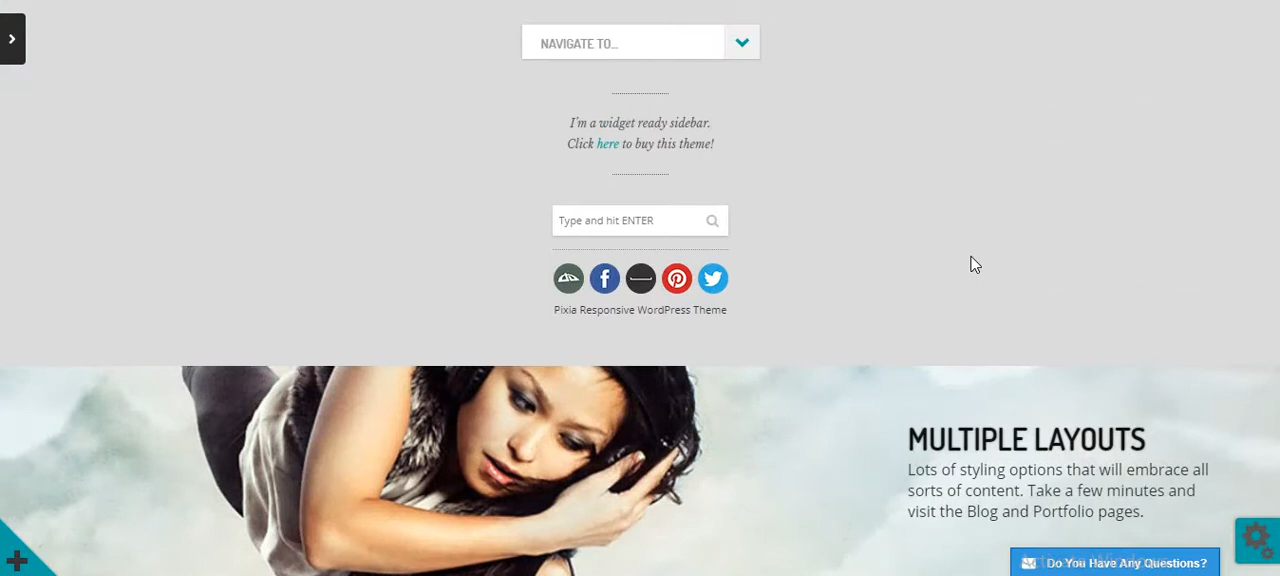 NAVIGATE TO...
I'm a widget ready sidebar.
Click here to buy this theme!
Type and hit ENTER
Pixia Responsive WordPress Theme
MULTIPLE LAYOUTS
Lots of styling options that will embrace all
sorts of content. Take a few minutes and
visit the Blog and Portfolio pages.
Do You Have Any Questions?